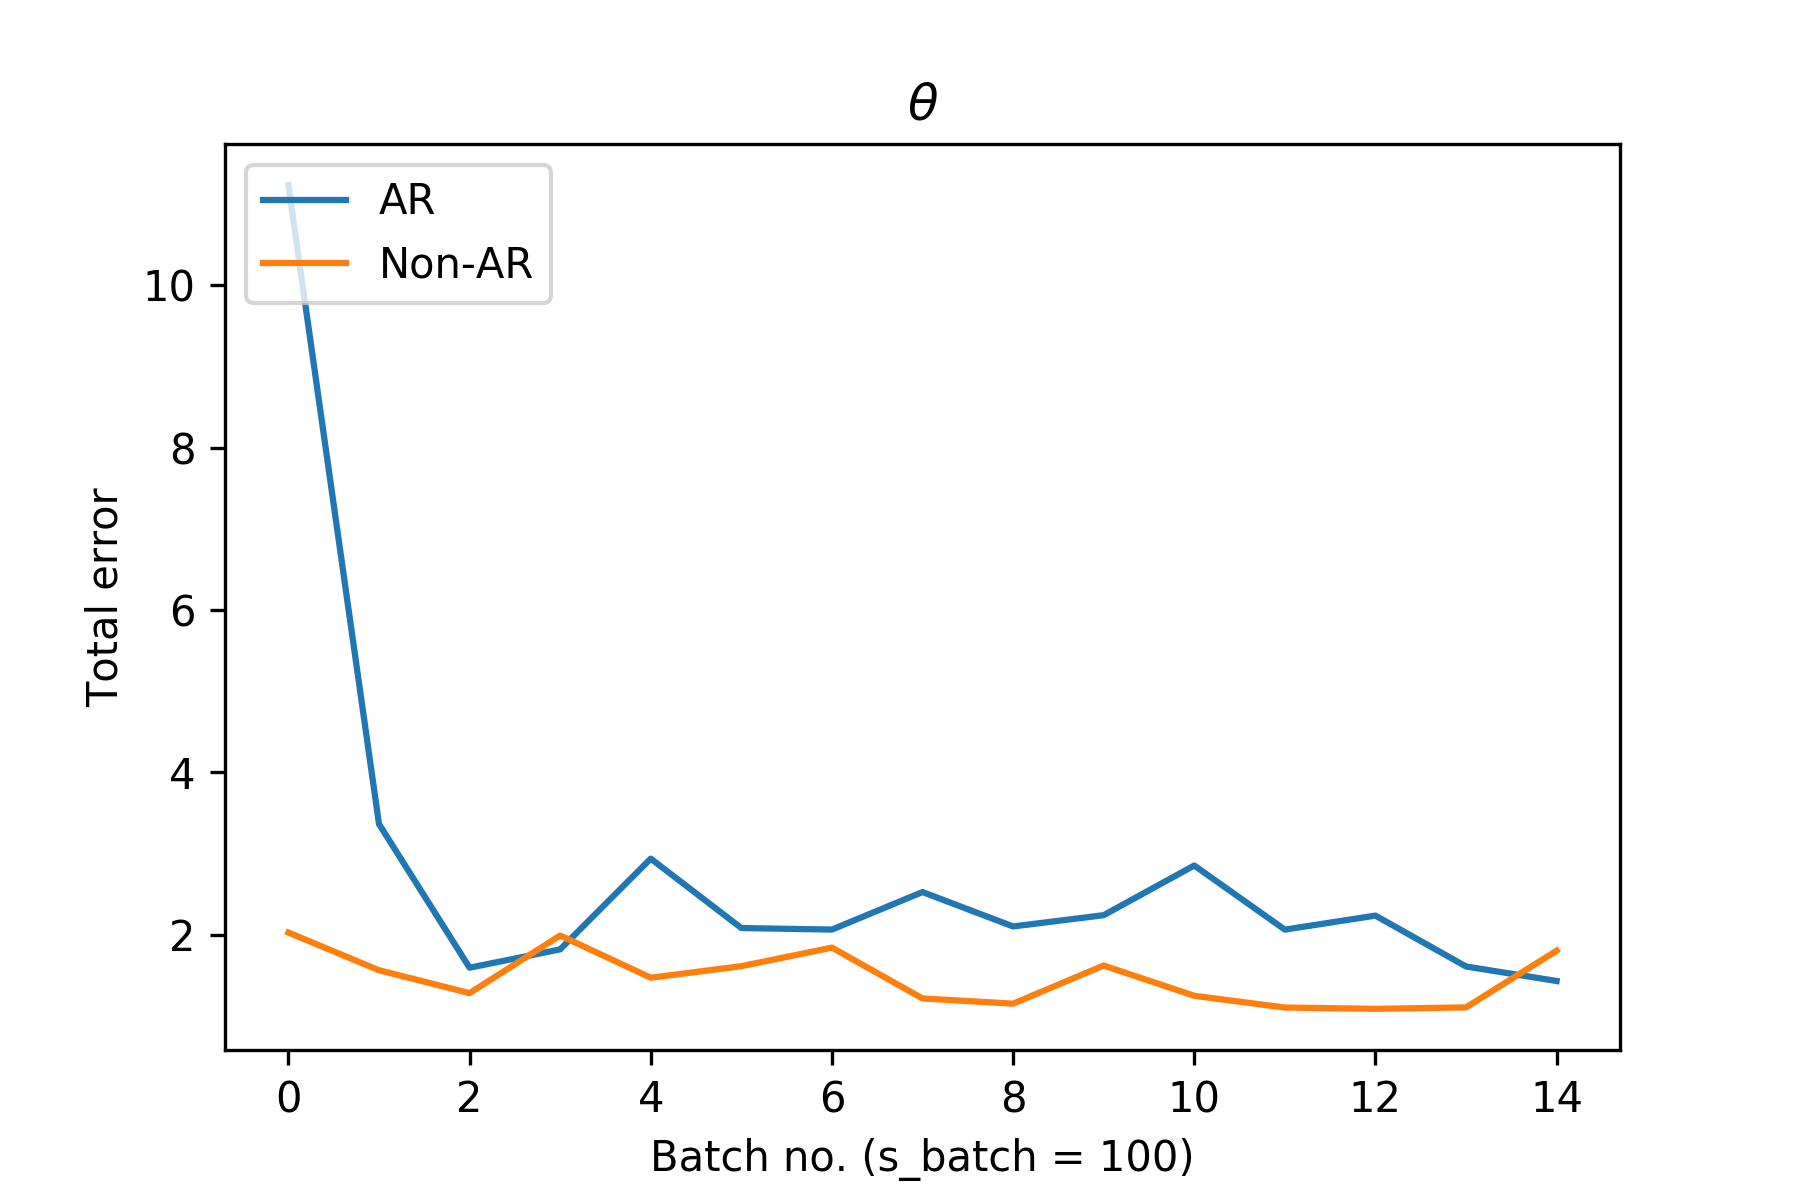 θ
AR
Non-AR
10
8
6
4
2
Total error
0 2 4 6 8 10 12 14
Batch no. (s_batch = 100)